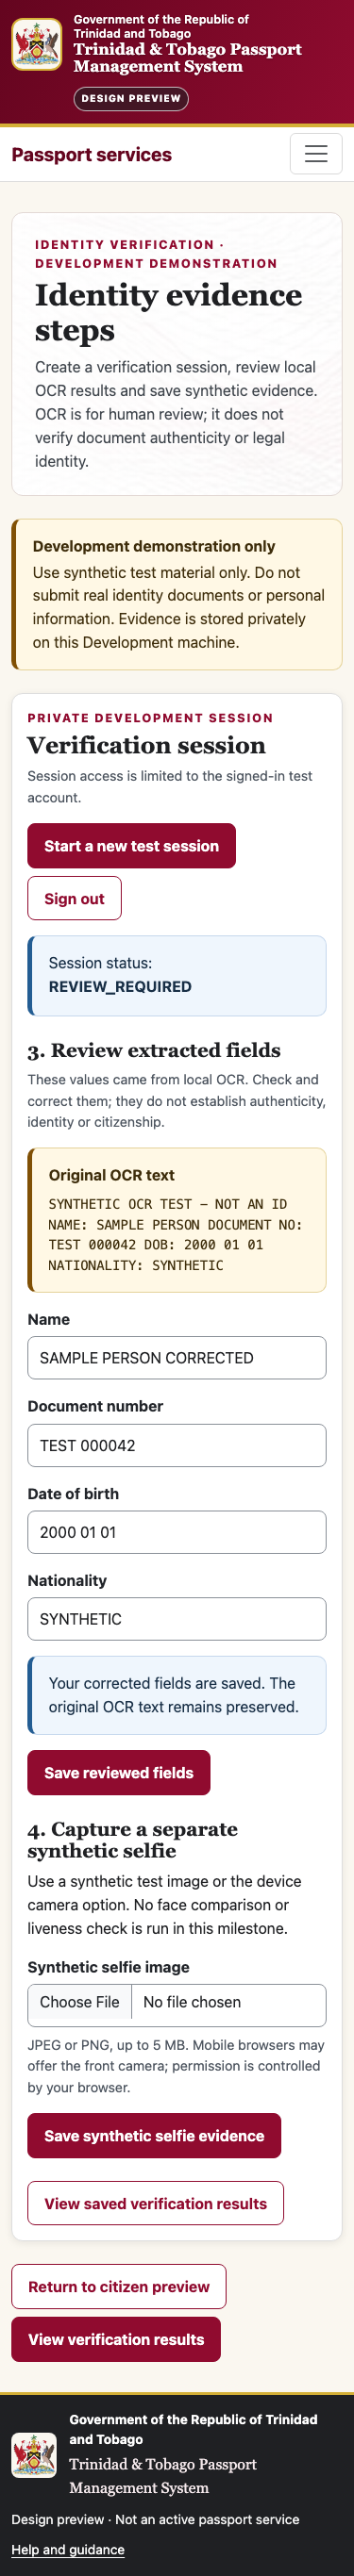 Government of the Republic of
Trinidad and Tobago
Trinidad & Tobago Passport
Management System
DESIGN PREVIEW
Passport services
IDENTITY VERIFICATION ·
DEVELOPMENT DEMONSTRATION
Identity evidence
steps
Create a verification session, review local
OCR results and save synthetic evidence.
OCR is for human review; it does not
verify document authenticity or legal
identity.
Development demonstration only
Use synthetic test material only. Do not
submit real identity documents or personal
information. Evidence is stored privately
on this Development machine.
PRIVATE DEVELOPMENT SESSION
Verification session
Session access is limited to the signed-in test
account.
Start a new test session
Sign out
Session status:
REVIEW_REQUIRED
3. Review extracted fields
These values came from local OCR. Check and
correct them; they do not establish authenticity,
identity or citizenship.
Original OCR text
SYNTHETIC OCR TEST — NOT AN ID
NAME: SAMPLE PERSON DOCUMENT NO:
TEST 000042 DOB: 2000 01 01
NATIONALITY: SYNTHETIC
Name
SAMPLE PERSON CORRECTED
Document number
TEST 000042
Date of birth
2000 01 01
Nationality
SYNTHETIC
Your corrected fields are saved. The
original OCR text remains preserved.
Save reviewed fields
4. Capture a separate
synthetic selfie
Use a synthetic test image or the device
camera option. No face comparison or
liveness check is run in this milestone.
Synthetic selfie image
Choose File No file chosen
JPEG or PNG, up to 5 MB. Mobile browsers may
offer the front camera; permission is controlled
by your browser.
Save synthetic selfie evidence
View saved verification results
Return to citizen preview
View verification results
Government of the Republic of Trinidad
and Tobago
Trinidad & Tobago Passport
Management System
Design preview · Not an active passport service
Help and guidance